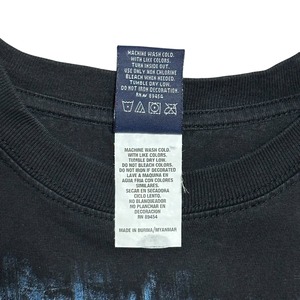 MACHINE WASH COLD.
WITH LIKE COLORS.
TURN INSIDE OUT.
USE ONLY NON CHLORINE
BLEACH WHEN NEEDED.
TUMBLE DRY LOW.
DO NOT IRON DECORATION.
RN# 89454
MACHINE WASH COLD.
WITH LIKE COLORS.
TUMBLE DRY LOW.
DO NOT BLEACH COLORS.
DO NOT IRON IF DECORATED
LAVE A MAQUINA EN
AGUA FRIA CON COLORES
SIMILARES.
SECAR EN SECADORA
CICLO LENTO.
NO BLANQUEADOR
NO PLANCHAR EN
DECORACION
RN 89454
MADE IN BURMA/MYANMAR